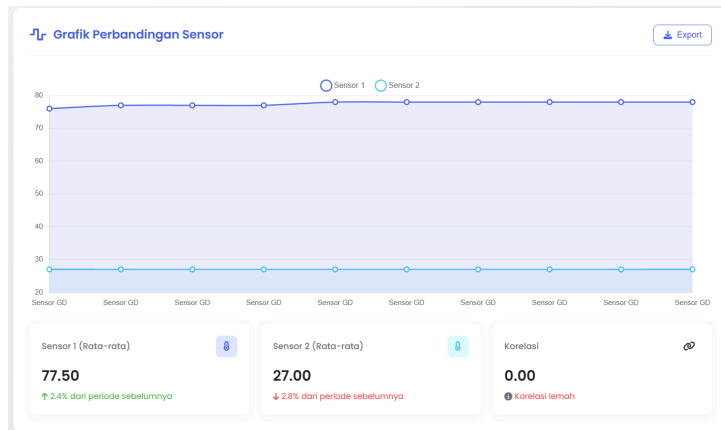 Grafik Perbandingan Sensor
Export
Sensor 1 Sensor 2
80
70
60
50
40
30
20
Sensor GD Sensor GD Sensor GD Sensor GD Sensor GD Sensor GD Sensor GD Sensor GD Sensor GD Sensor GD
Sensor 1 (Rata-rata)
77.50
↑ 2.4% dari periode sebelumnya
Sensor 2 (Rata-rata)
27.00
↓ 2.8% dari periode sebelumnya
Korelasi
0.00
Korelasi lemah